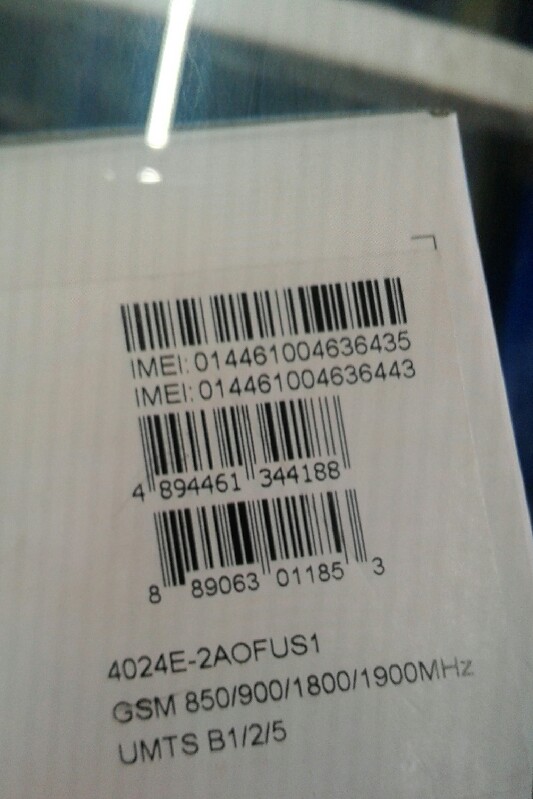 IMEI: 014461004636435
IMEI: 014461004636443
4 894461 344188
8 89063 01185 3
4024E-2AOFUS1
GSM 850/900/1800/1900MHz
UMTS B1/2/5